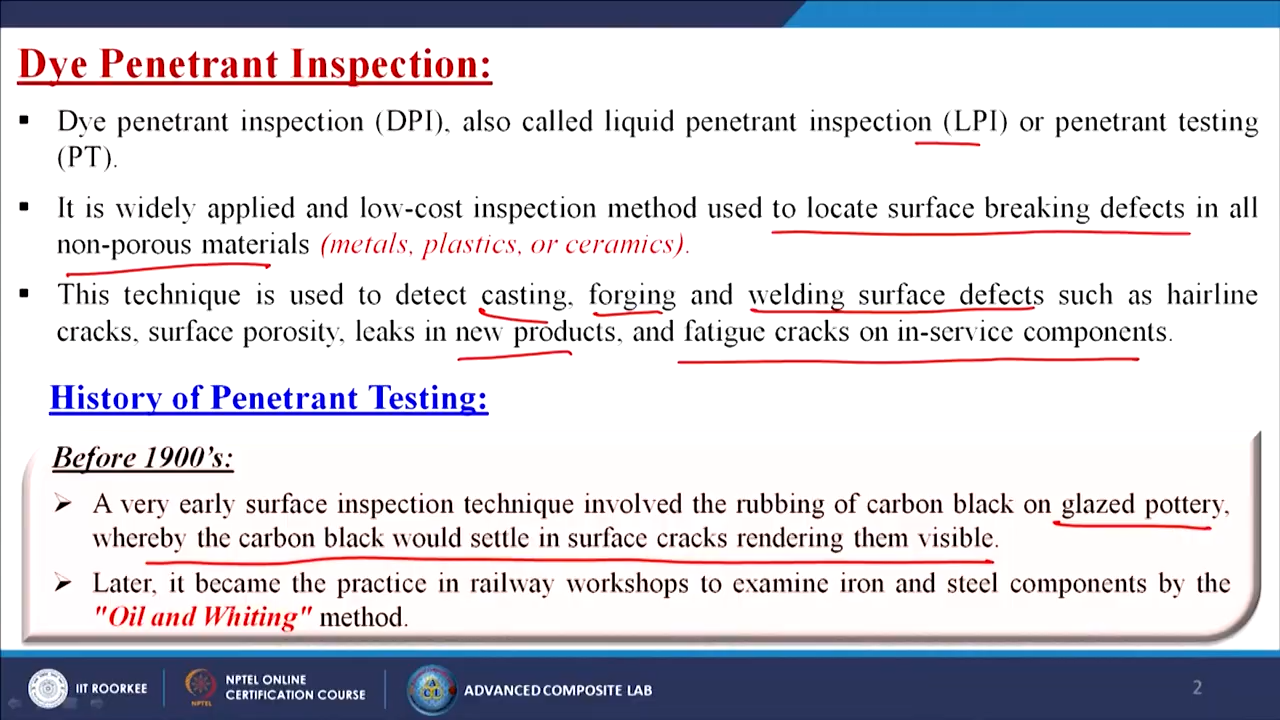 Dye Penetrant Inspection:
▪ Dye penetrant inspection (DPI), also called liquid penetrant inspection (LPI) or penetrant testing
(PT).
▪ It is widely applied and low-cost inspection method used to locate surface breaking defects in all
non-porous materials (metals, plastics, or ceramics).
▪ This technique is used to detect casting, forging and welding surface defects such as hairline
cracks, surface porosity, leaks in new products, and fatigue cracks on in-service components.
History of Penetrant Testing:
Before 1900's:
➢ A very early surface inspection technique involved the rubbing of carbon black on glazed pottery,
whereby the carbon black would settle in surface cracks rendering them visible.
➢ Later, it became the practice in railway workshops to examine iron and steel components by the
"Oil and Whiting" method.
IIT ROORKEE
NPTEL
NPTEL ONLINE
CERTIFICATION COURSE
ACL
ADVANCED COMPOSITE LAB
2